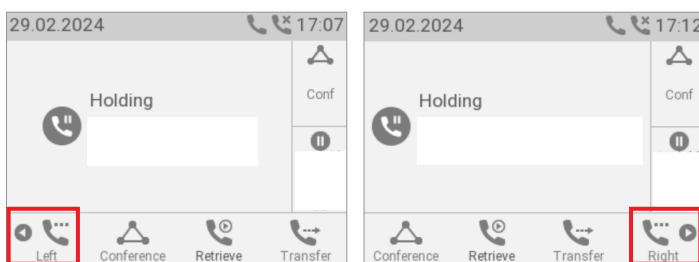 29.02.2024 17:07
Conf
Holding
Left Conference Retrieve Transfer
29.02.2024 17:12
Conf
Holding
Conference Retrieve Transfer Right